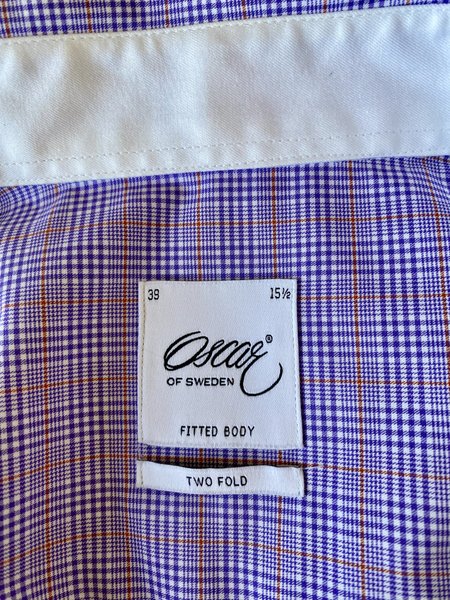 39 15½
Oscar®
OF SWEDEN
FITTED BODY
TWO FOLD